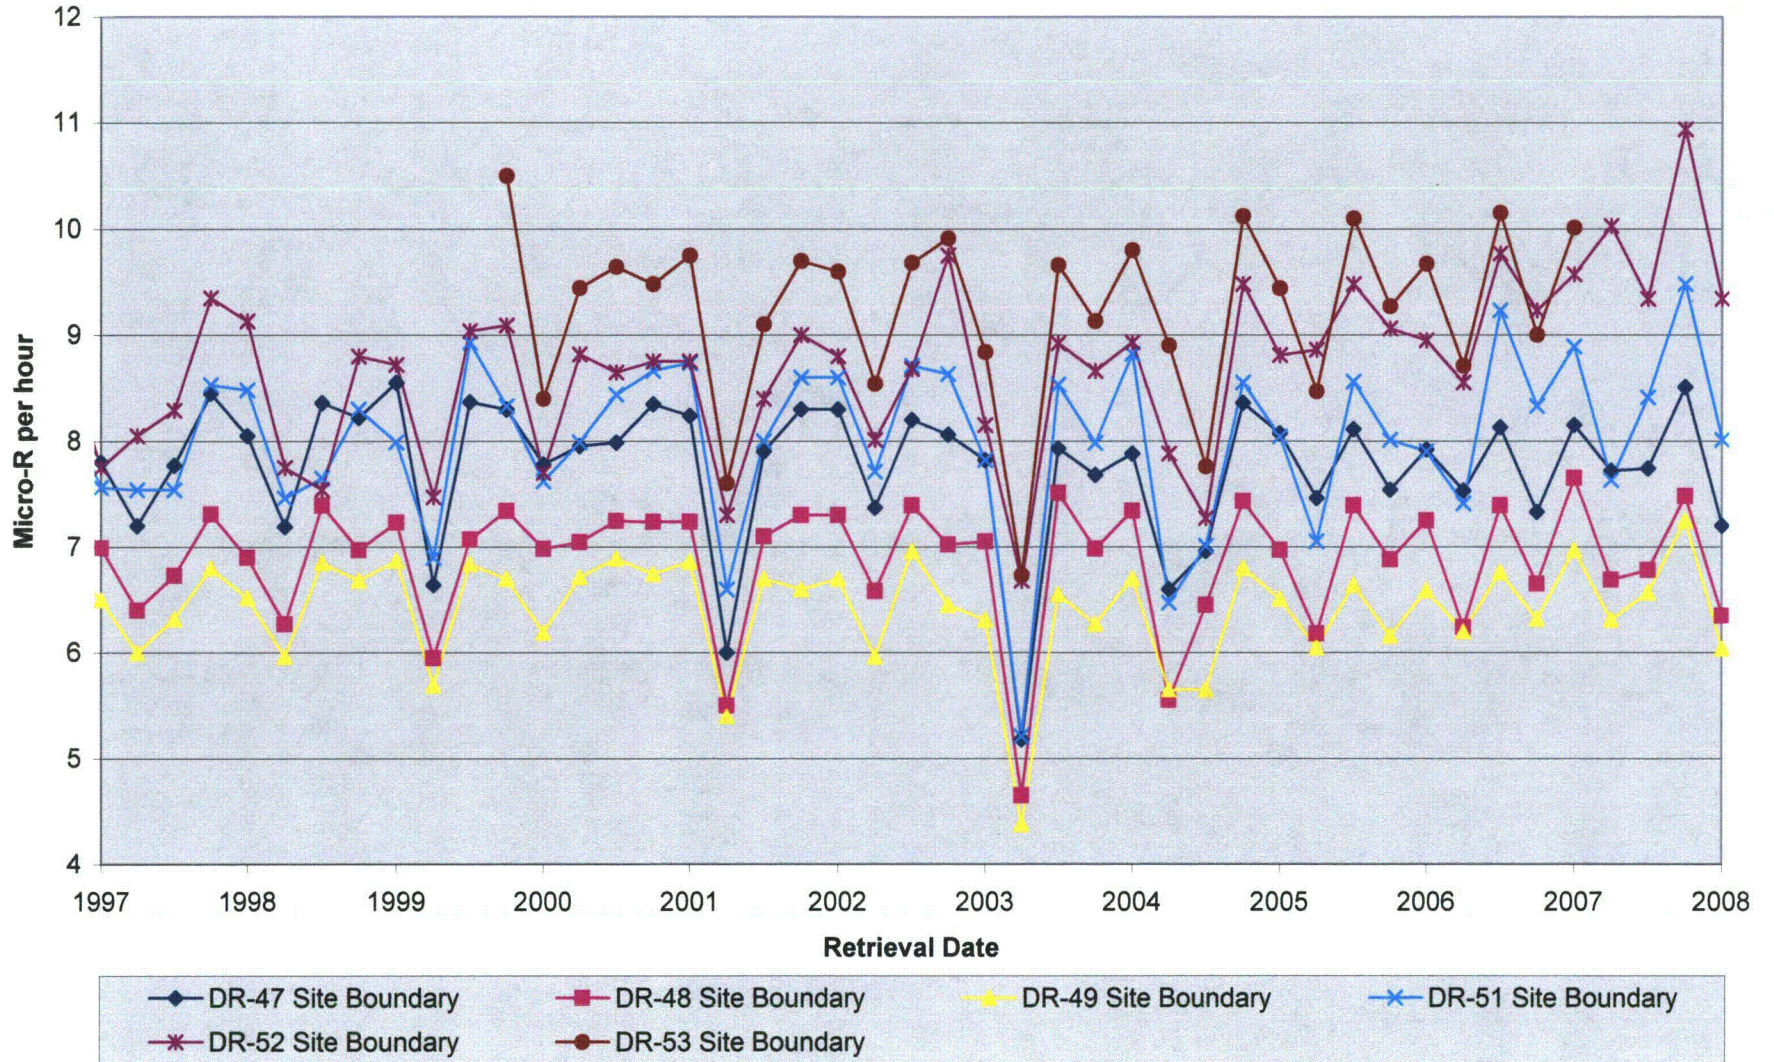 12
11
10
9
8
7
6
5
4
Micro-R per hour
1997 1998 1999 2000 2001 2002 2003 2004 2005 2006 2007 2008
Retrieval Date
DR-47 Site Boundary DR-48 Site Boundary DR-49 Site Boundary DR-51 Site Boundary
DR-52 Site Boundary DR-53 Site Boundary